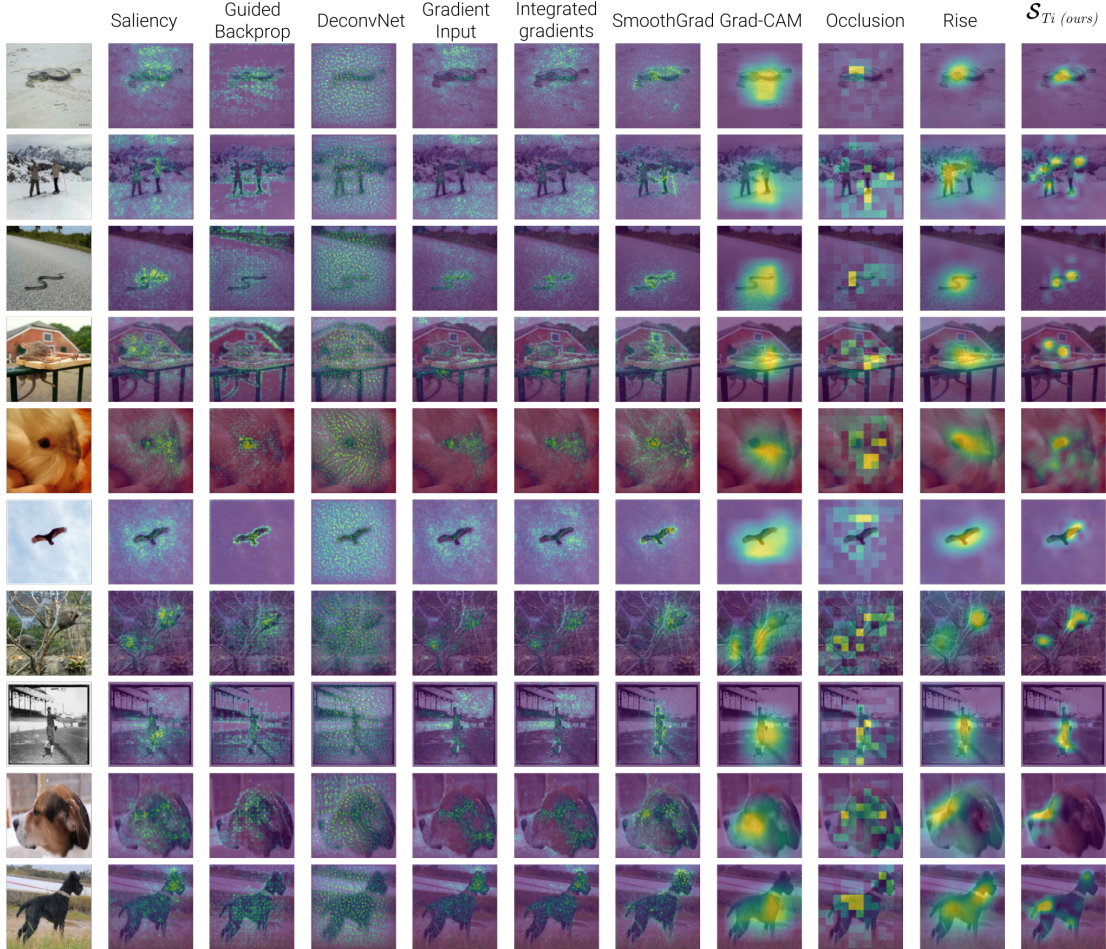 Saliency
Guided
Backprop
DeconvNet
Gradient
Input
Integrated
gradients
SmoothGrad
Grad-CAM
Occlusion
Rise
𝓢Ti (ours)